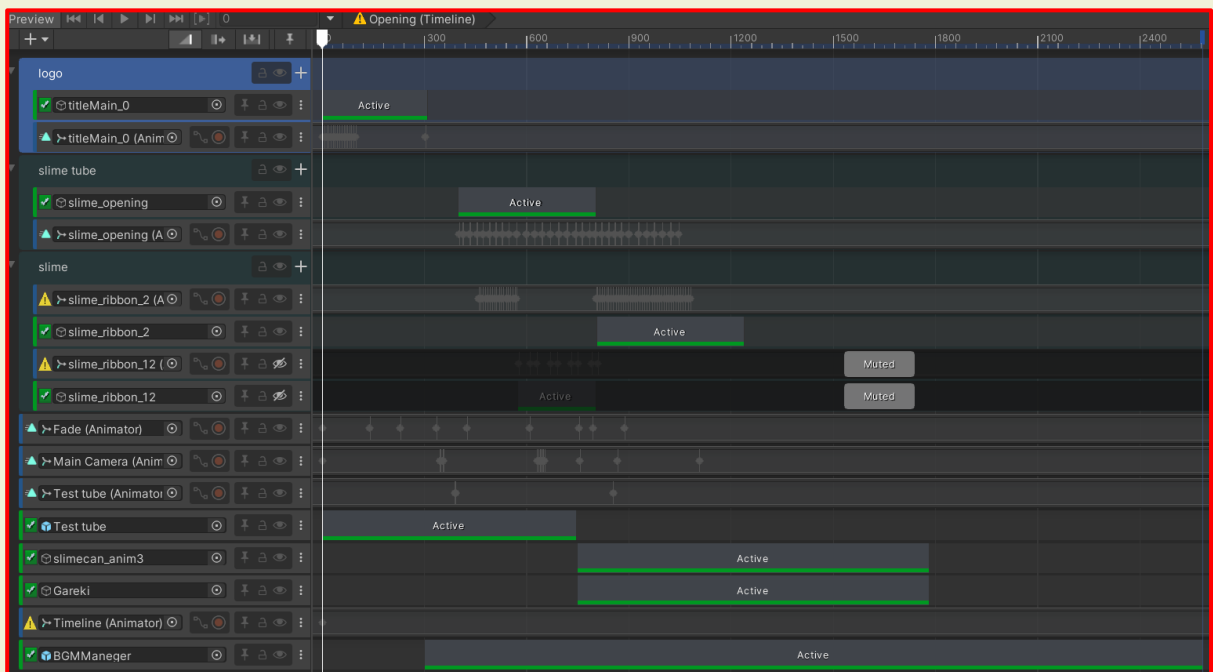 Preview 0 Opening (Timeline)
0 300 600 900 1200 1500 1800 2100 2400
logo
titleMain_0 Active
titleMain_0 (Anim
slime tube
slime_opening Active
slime_opening (A
slime
slime_ribbon_2 (A
slime_ribbon_2 Active
slime_ribbon_12 ( Muted
slime_ribbon_12 Active Muted
Fade (Animator)
Main Camera (Anim
Test tube (Animator
Test tube Active
slimecan_anim3 Active
Gareki Active
Timeline (Animator)
BGMManeger Active